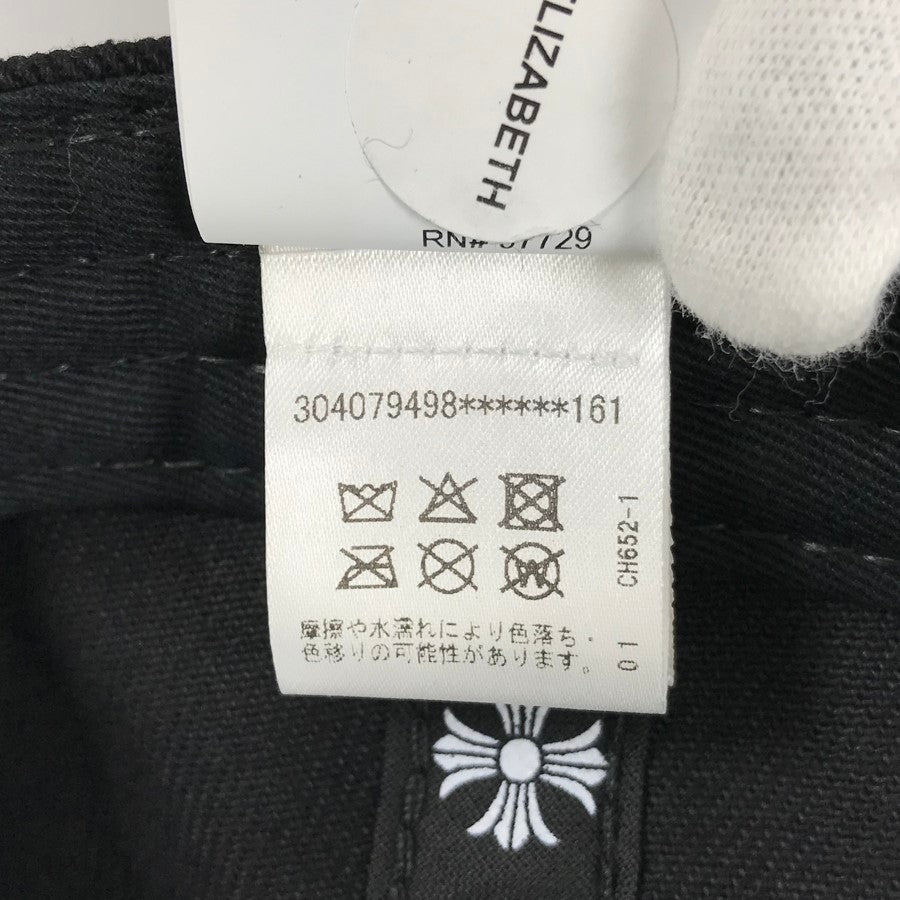 ELIZABETH
RN# 57729
304079498******161
摩擦や水濡れにより色落ち・
色移りの可能性があります。
CH652-1
01